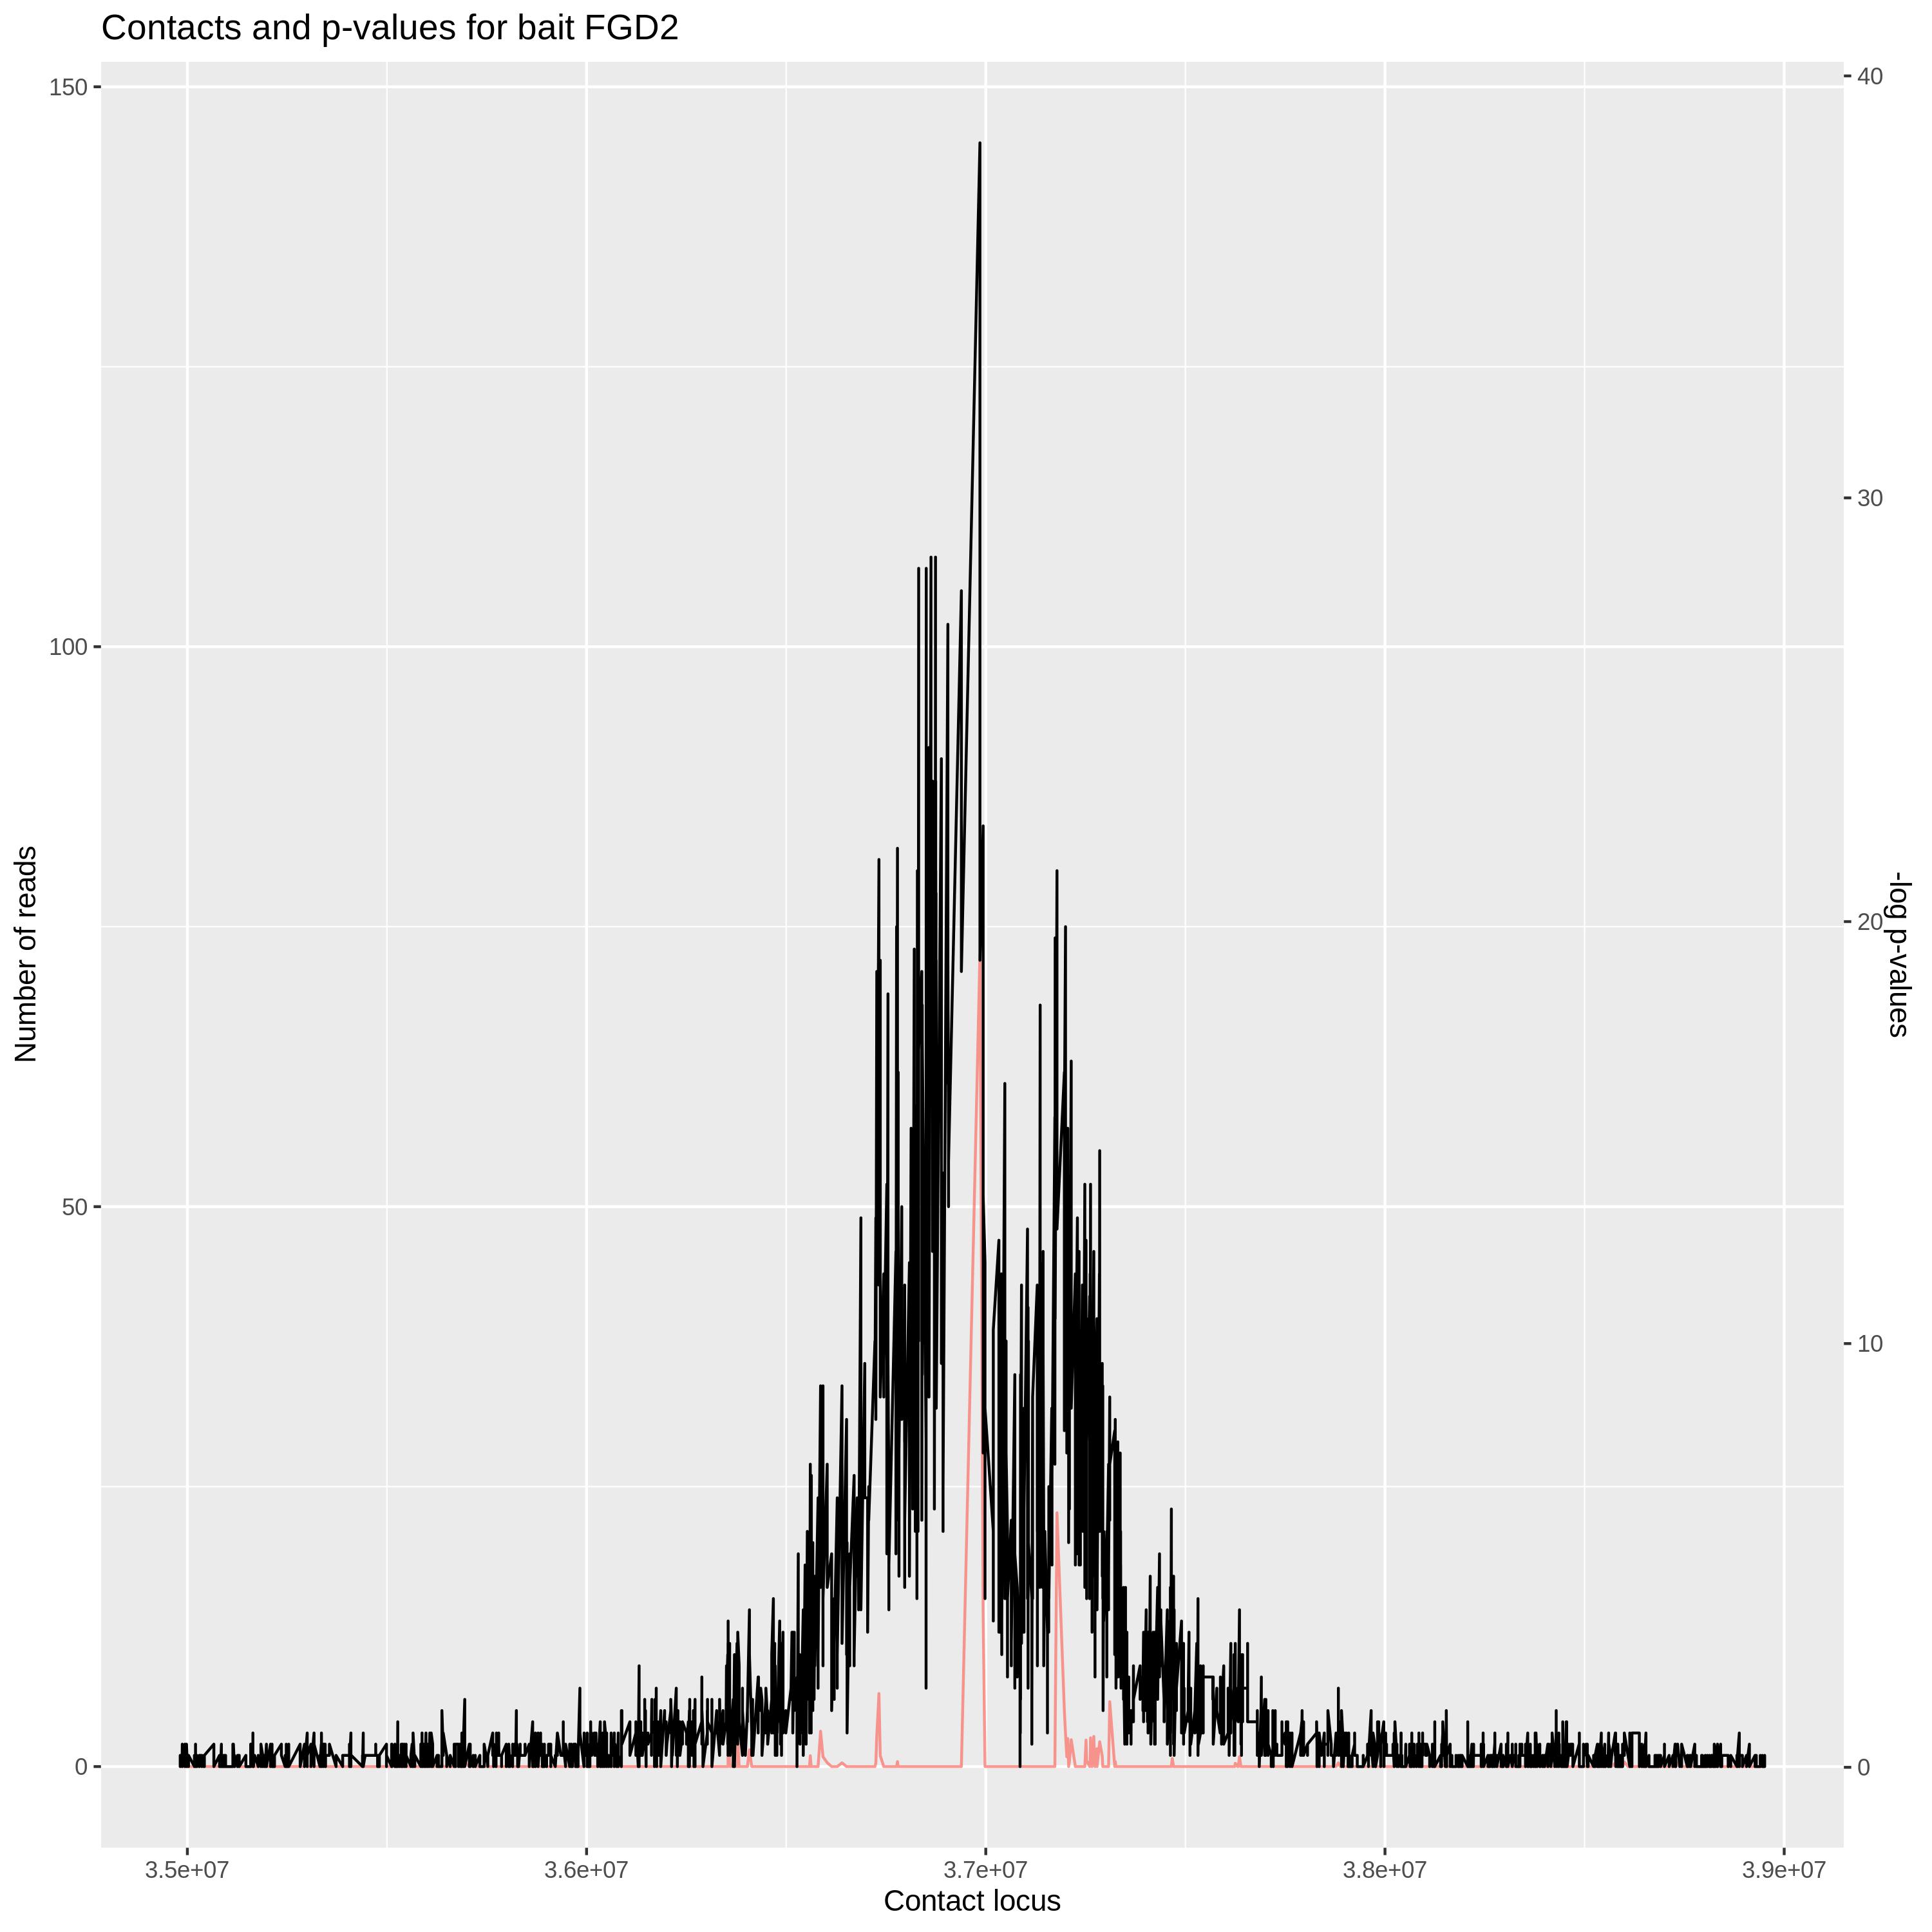 Contacts and p-values for bait FGD2
150
100
50
0
Number of reads
40
30
20
10
0
-log p-values
3.5e+07
3.6e+07
3.7e+07
3.8e+07
3.9e+07
Contact locus